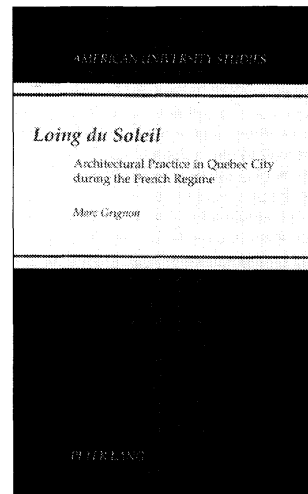 AMERICAN UNIVERSITY STUDIES
Loing du Soleil
Architectural Practice in Quebec City
during the French Regime
Marc Grignon
PETER LANG